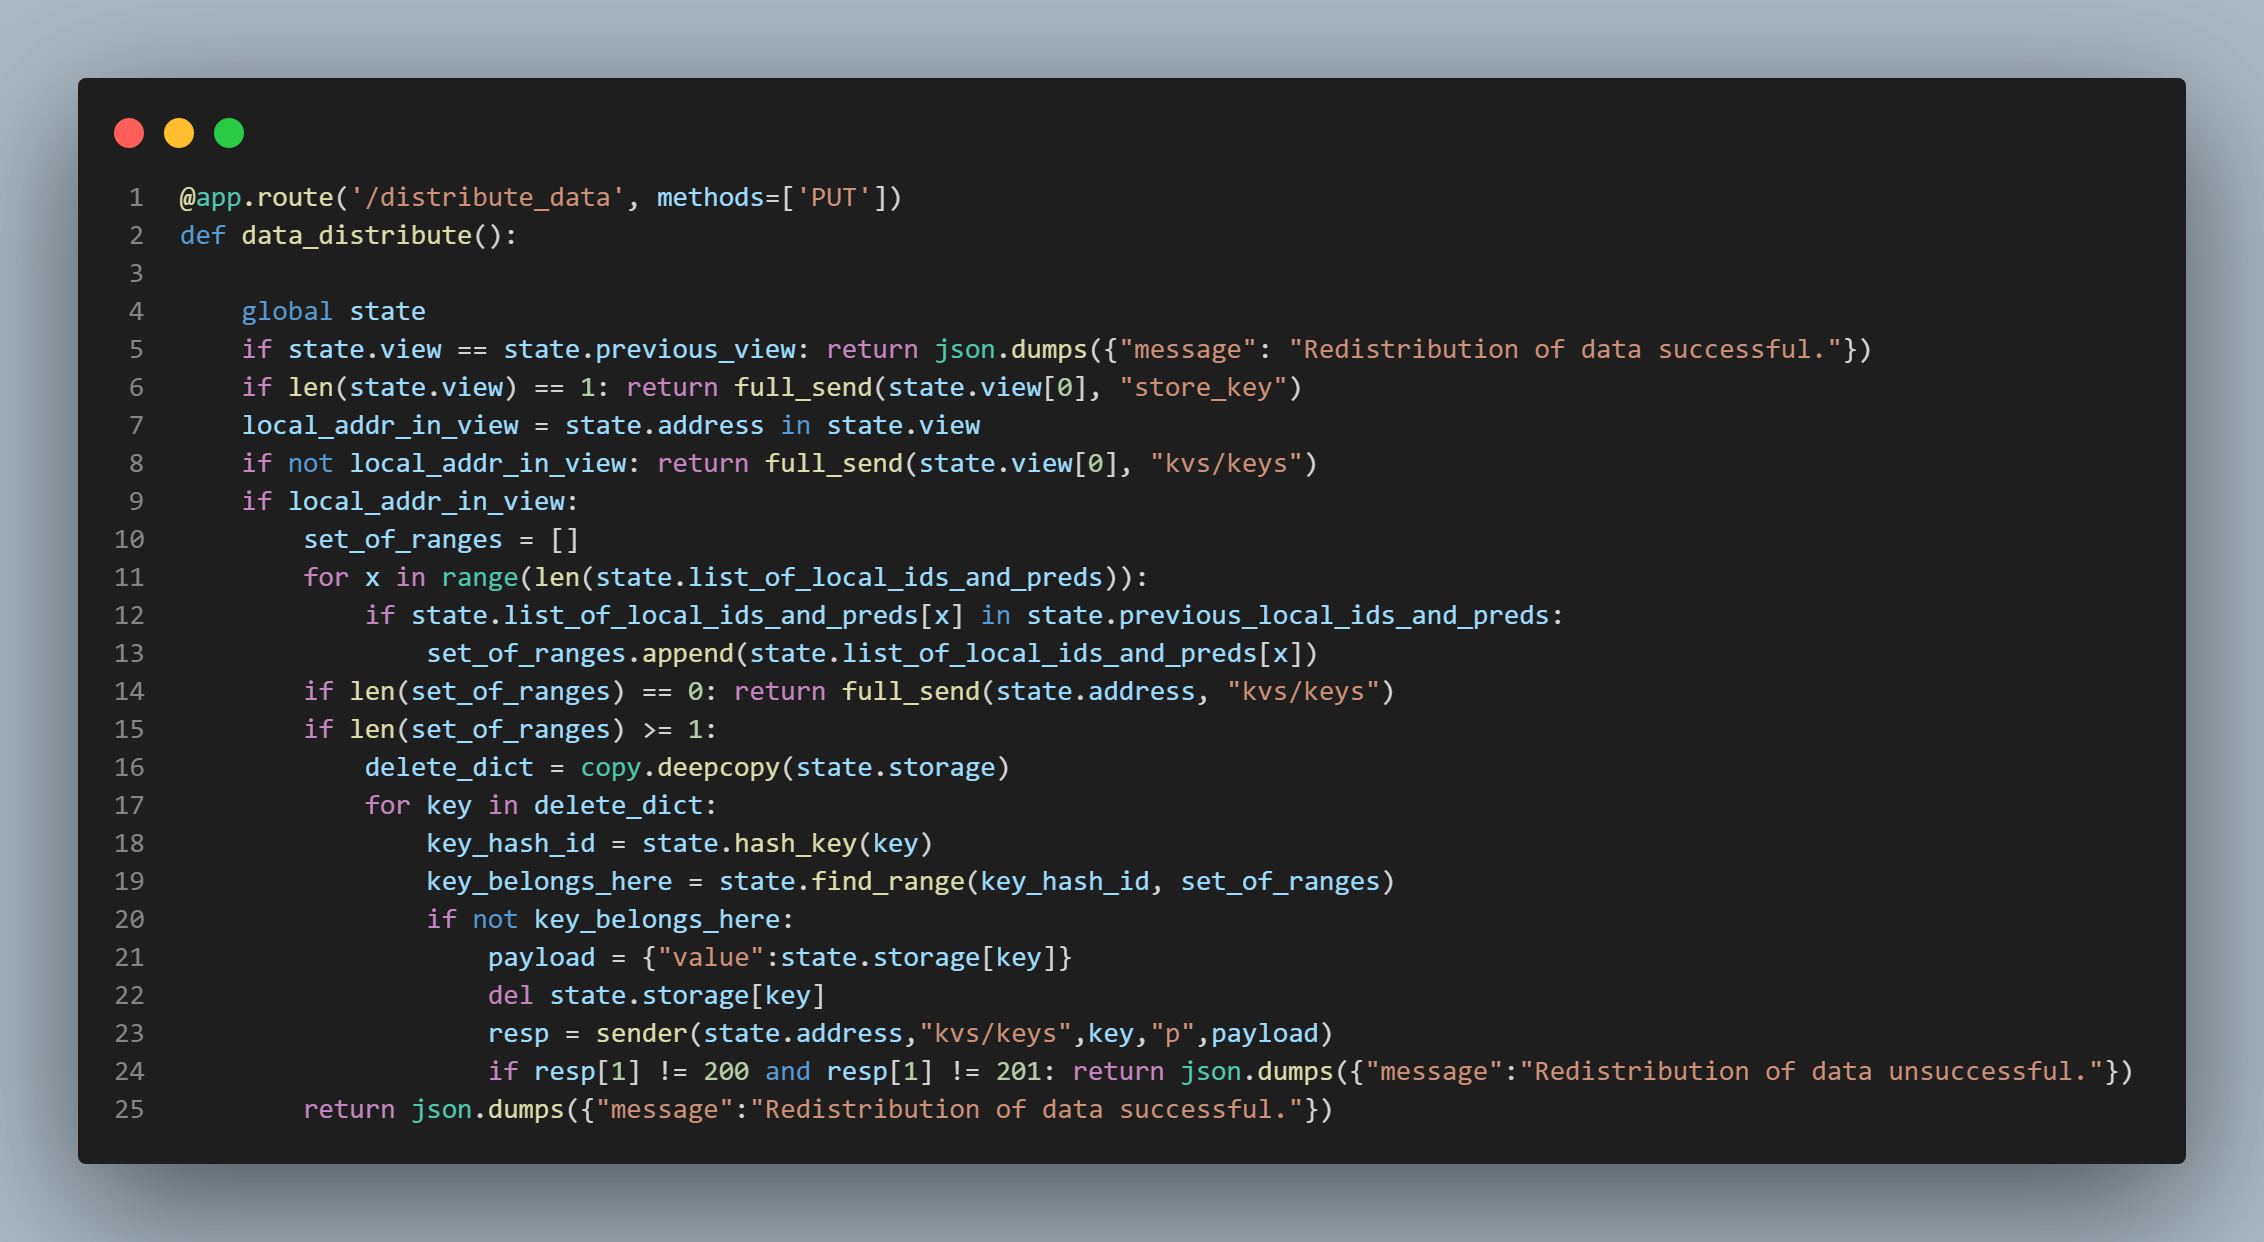 1 @app.route('/distribute_data', methods=['PUT'])
2 def data_distribute():
3
4     global state
5     if state.view == state.previous_view: return json.dumps({"message": "Redistribution of data successful."})
6     if len(state.view) == 1: return full_send(state.view[0], "store_key")
7     local_addr_in_view = state.address in state.view
8     if not local_addr_in_view: return full_send(state.view[0], "kvs/keys")
9     if local_addr_in_view:
10         set_of_ranges = []
11         for x in range(len(state.list_of_local_ids_and_preds)):
12             if state.list_of_local_ids_and_preds[x] in state.previous_local_ids_and_preds:
13                 set_of_ranges.append(state.list_of_local_ids_and_preds[x])
14         if len(set_of_ranges) == 0: return full_send(state.address, "kvs/keys")
15         if len(set_of_ranges) >= 1:
16             delete_dict = copy.deepcopy(state.storage)
17             for key in delete_dict:
18                 key_hash_id = state.hash_key(key)
19                 key_belongs_here = state.find_range(key_hash_id, set_of_ranges)
20                 if not key_belongs_here:
21                     payload = {"value":state.storage[key]}
22                     del state.storage[key]
23                     resp = sender(state.address,"kvs/keys",key,"p",payload)
24                     if resp[1] != 200 and resp[1] != 201: return json.dumps({"message":"Redistribution of data unsuccessful."})
25         return json.dumps({"message":"Redistribution of data successful."})